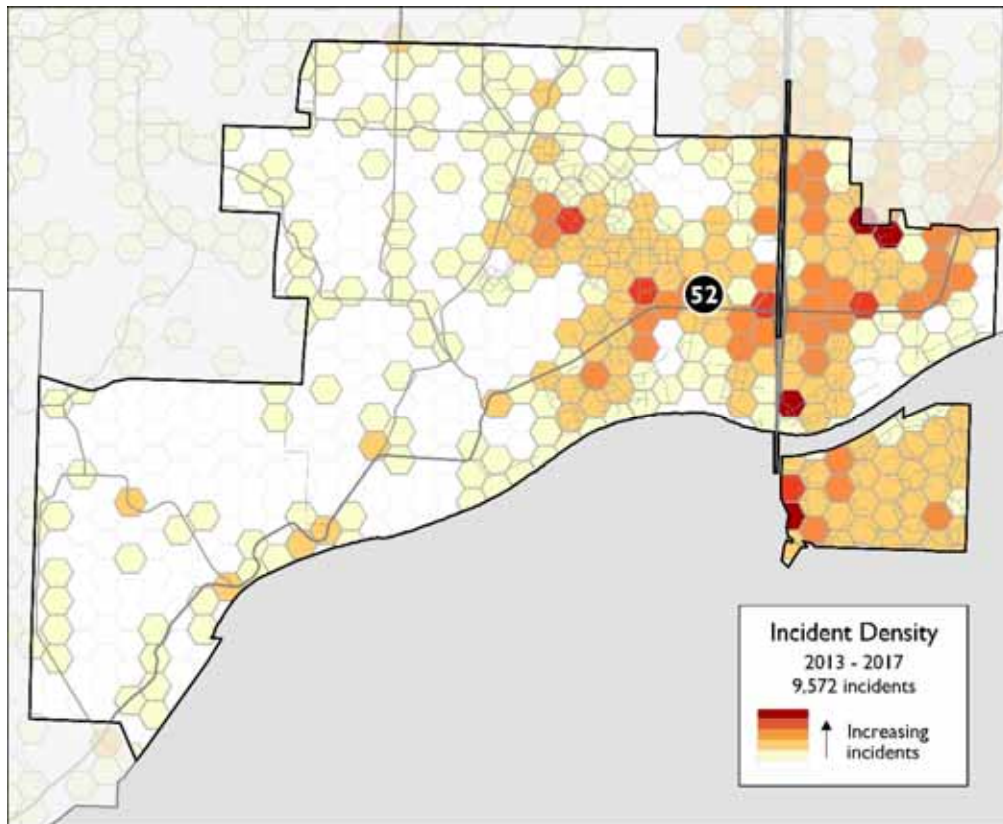 52
Incident Density
2013 - 2017
9,572 incidents
Increasing
incidents